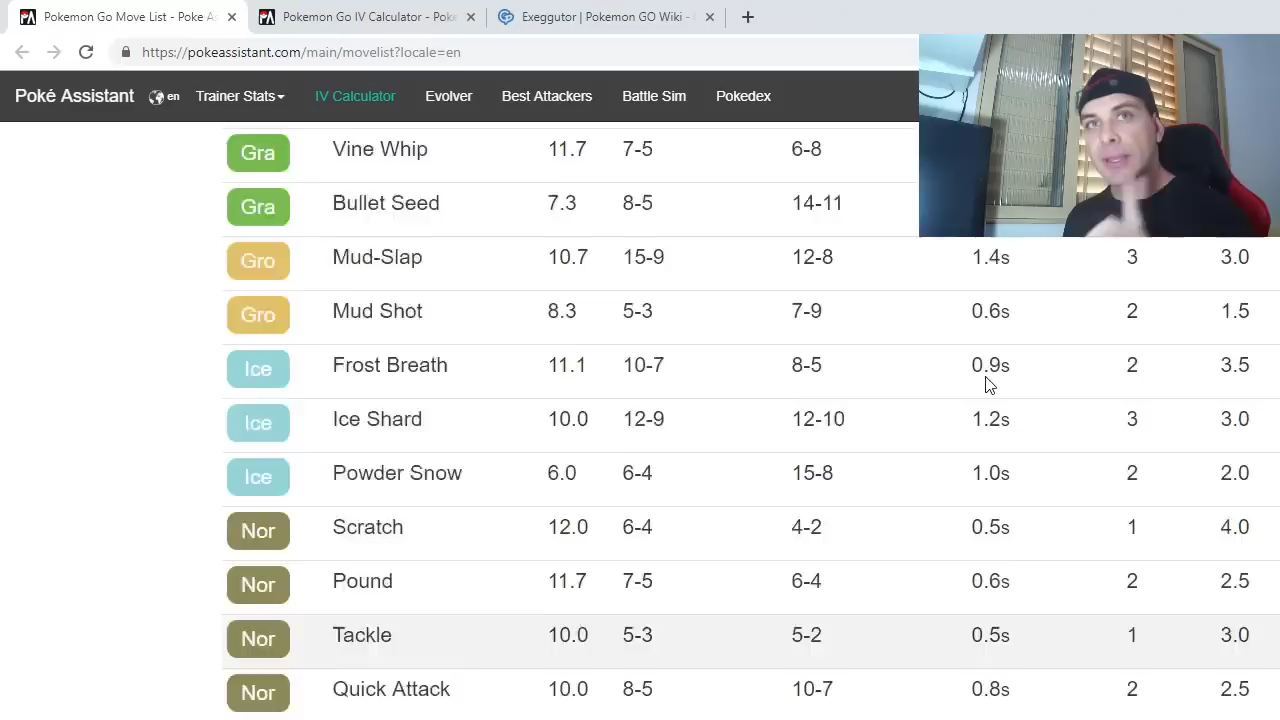 Pokemon Go Move List - Poke As
Pokemon Go IV Calculator - Poke
Exeggutor | Pokemon GO Wiki -
https://pokeassistant.com/main/movelist?locale=en
Poké Assistant en Trainer Stats IV Calculator Evolver Best Attackers Battle Sim Pokedex
Gra Vine Whip 11.7 7-5 6-8
Gra Bullet Seed 7.3 8-5 14-11
Gro Mud-Slap 10.7 15-9 12-8 1.4s 3 3.0
Gro Mud Shot 8.3 5-3 7-9 0.6s 2 1.5
Ice Frost Breath 11.1 10-7 8-5 0.9s 2 3.5
Ice Ice Shard 10.0 12-9 12-10 1.2s 3 3.0
Ice Powder Snow 6.0 6-4 15-8 1.0s 2 2.0
Nor Scratch 12.0 6-4 4-2 0.5s 1 4.0
Nor Pound 11.7 7-5 6-4 0.6s 2 2.5
Nor Tackle 10.0 5-3 5-2 0.5s 1 3.0
Nor Quick Attack 10.0 8-5 10-7 0.8s 2 2.5